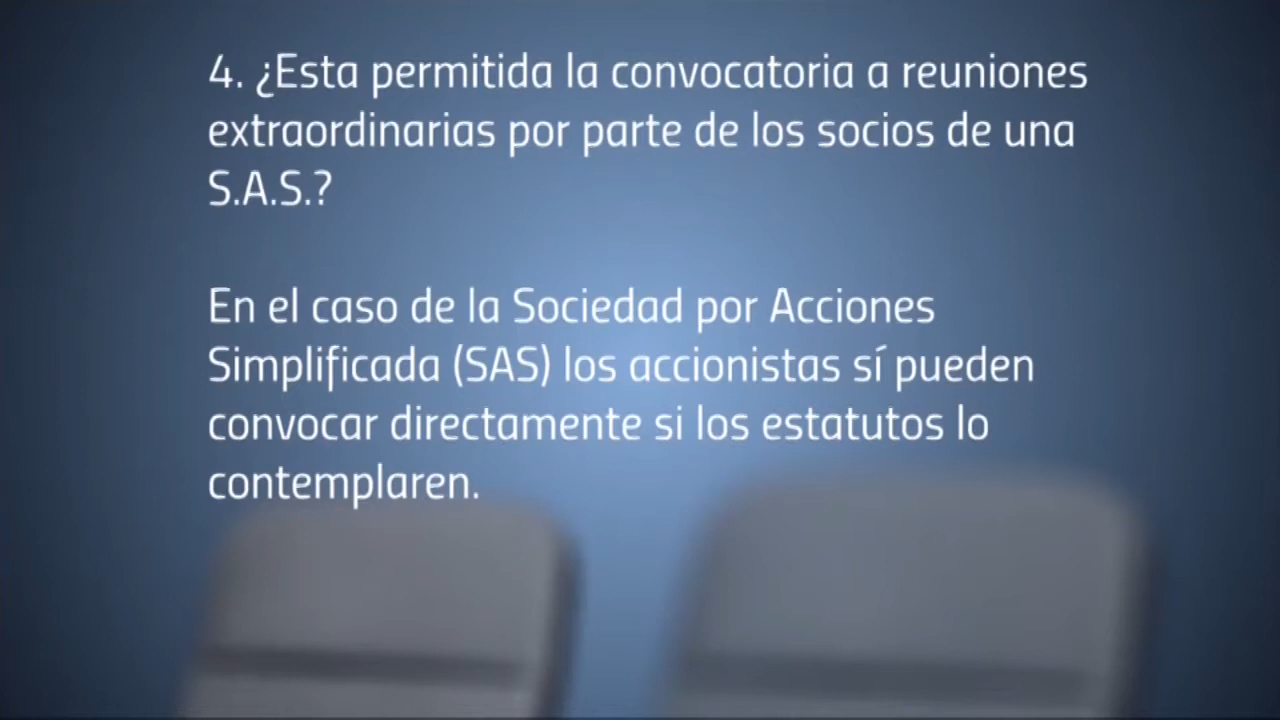 4. ¿Esta permitida la convocatoria a reuniones
extraordinarias por parte de los socios de una
S.A.S.?
En el caso de la Sociedad por Acciones
Simplificada (SAS) los accionistas sí pueden
convocar directamente si los estatutos lo
contemplaren.